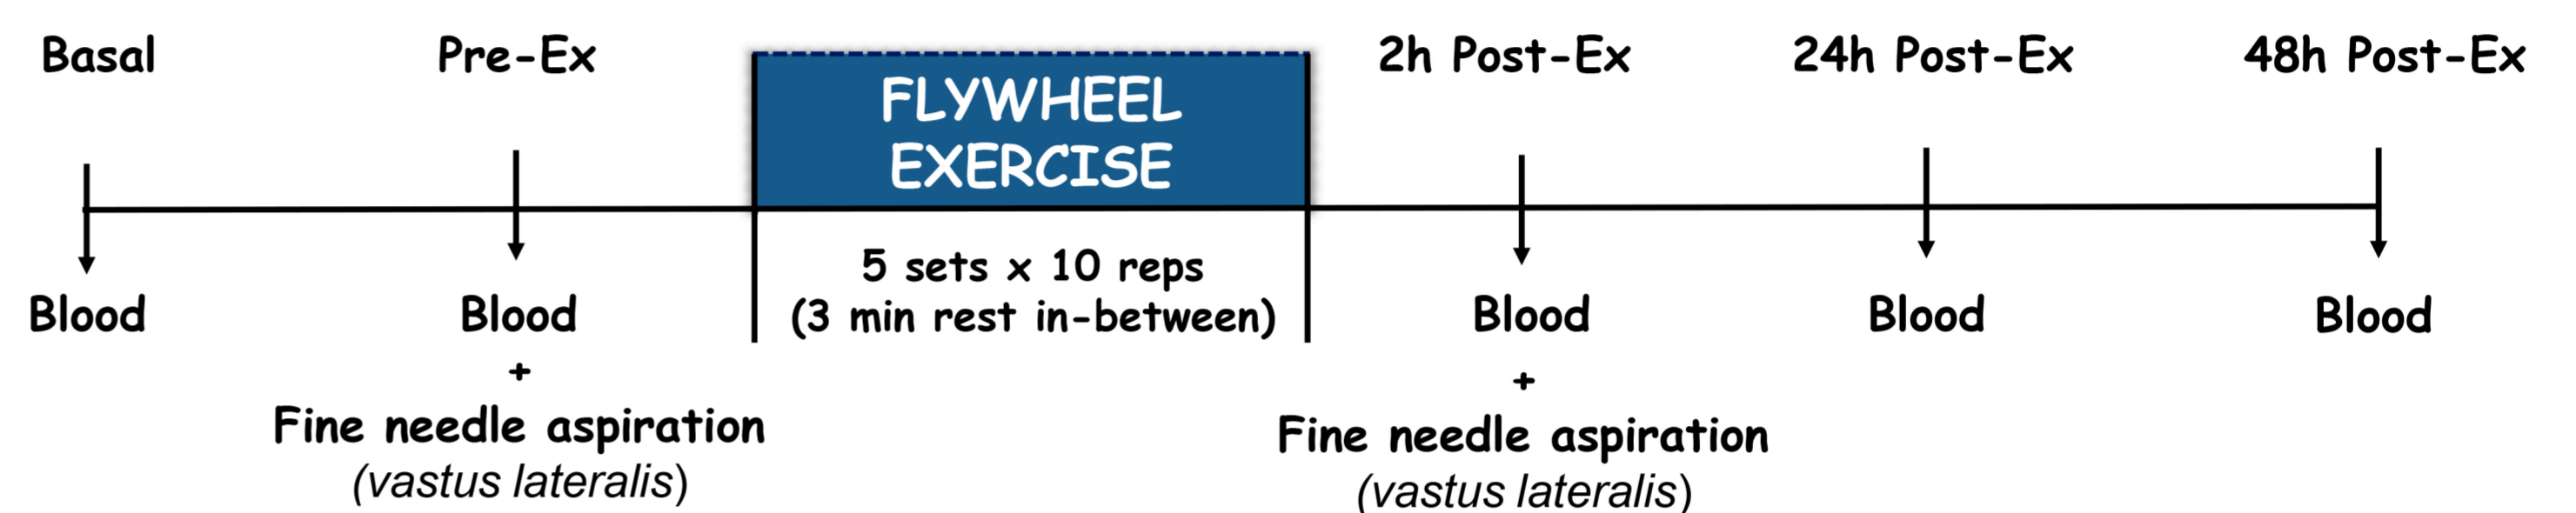 Basal
Pre-Ex
FLYWHEEL
EXERCISE
2h Post-Ex
24h Post-Ex
48h Post-Ex
5 sets x 10 reps
(3 min rest in-between)
Blood
Blood
+
Fine needle aspiration
(vastus lateralis)
Blood
+
Fine needle aspiration
(vastus lateralis)
Blood
Blood